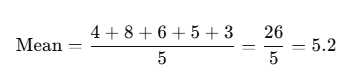 Mean = (4 + 8 + 6 + 5 + 3) / 5 = 26 / 5 = 5.2